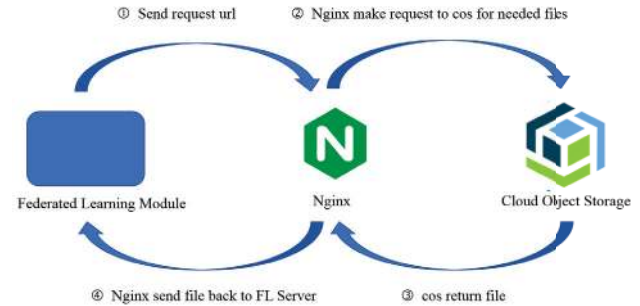 ① Send request url
② Nginx make request to cos for needed files
N
Federated Learning Module
Nginx
Cloud Object Storage
④ Nginx send file back to FL Server
③ cos return file